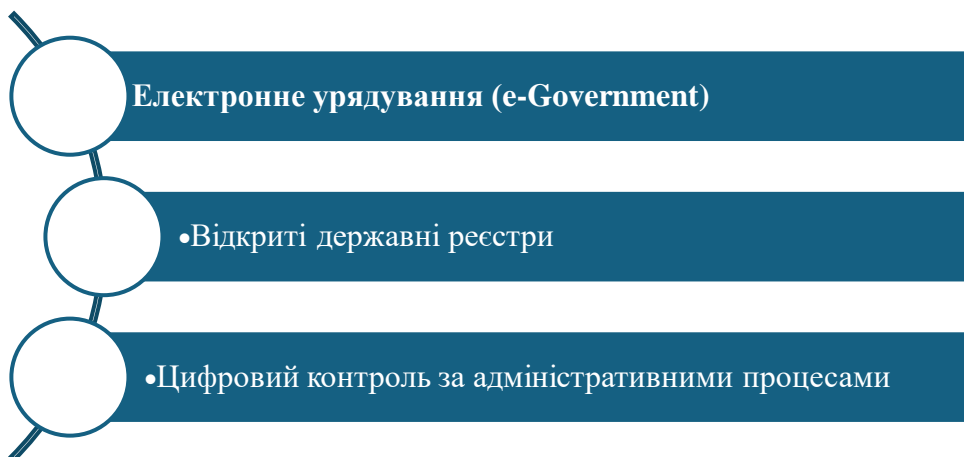 Електронне урядування (e-Government)
•Відкриті державні реєстри
•Цифровий контроль за адміністративними процесами